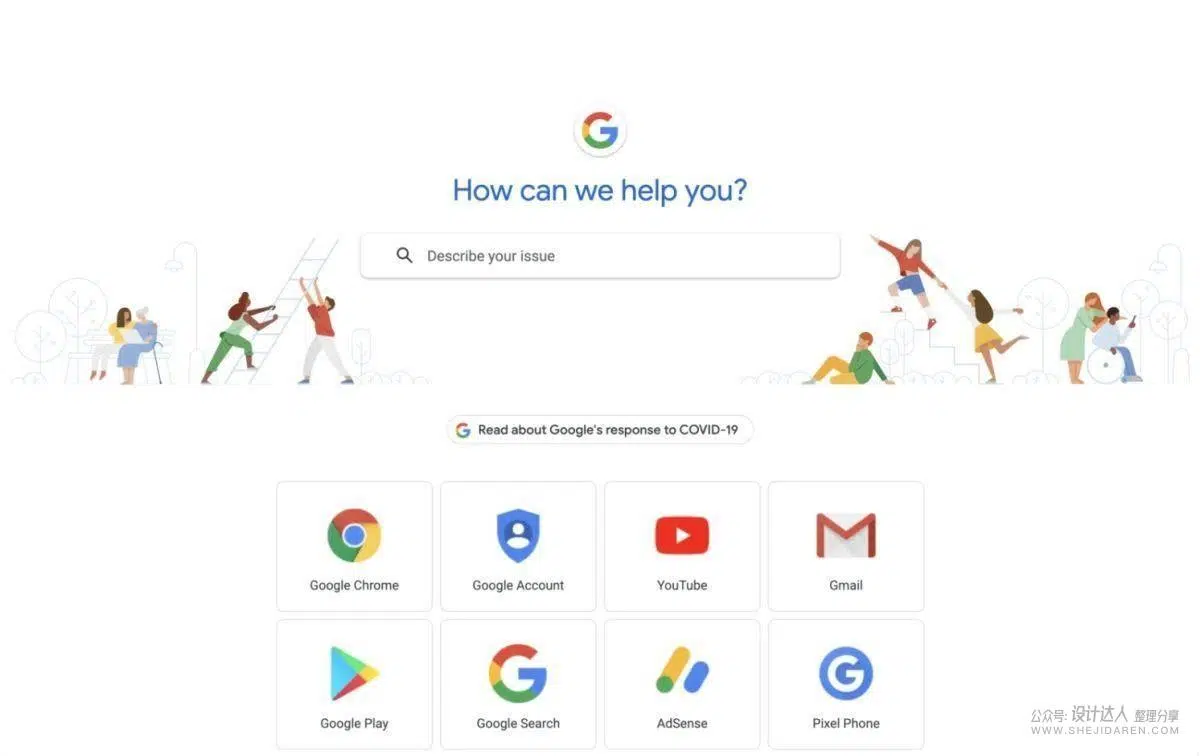 How can we help you?
Describe your issue
Read about Google's response to COVID-19
Google Chrome
Google Account
YouTube
Gmail
Google Play
Google Search
AdSense
Pixel Phone
公众号: 设计达人 整理分享
WWW.SHEJIDAREN.COM